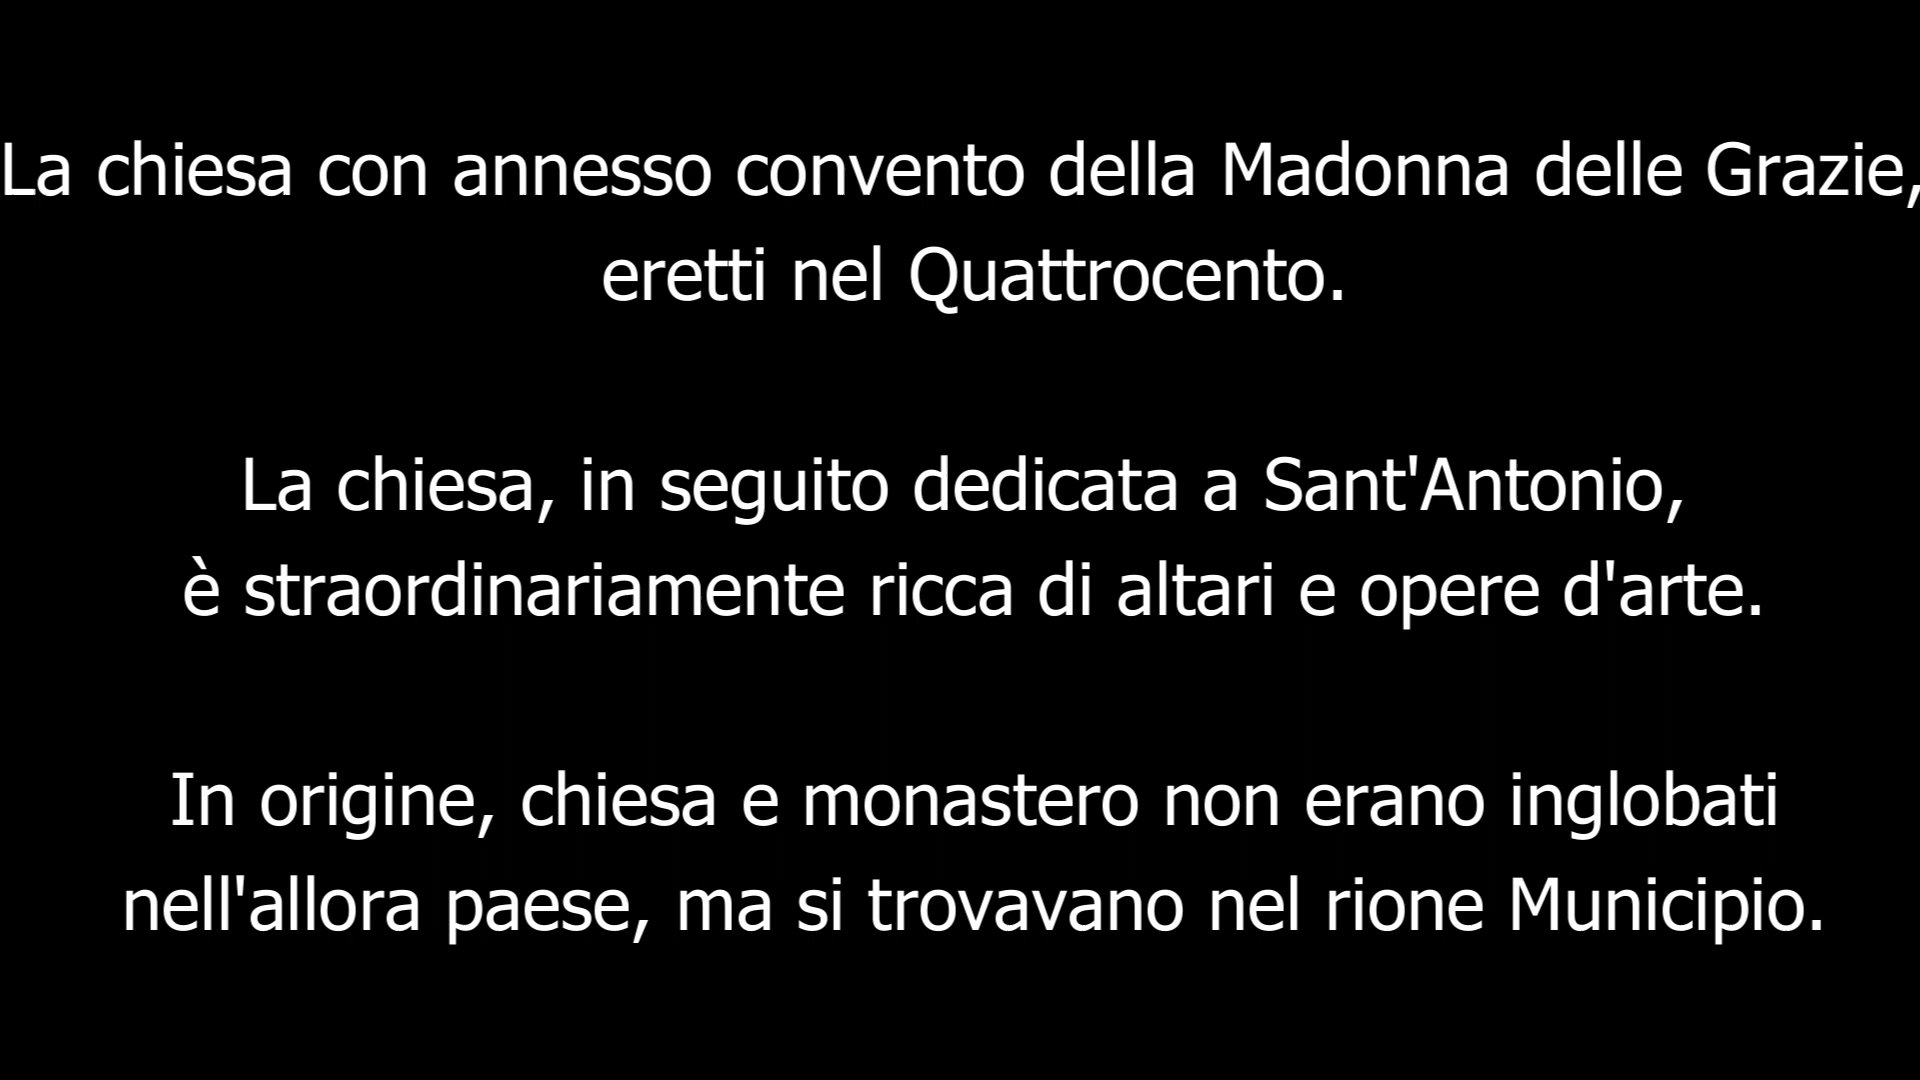 La chiesa con annesso convento della Madonna delle Grazie,
eretti nel Quattrocento.
La chiesa, in seguito dedicata a Sant'Antonio,
è straordinariamente ricca di altari e opere d'arte.
In origine, chiesa e monastero non erano inglobati
nell'allora paese, ma si trovavano nel rione Municipio.